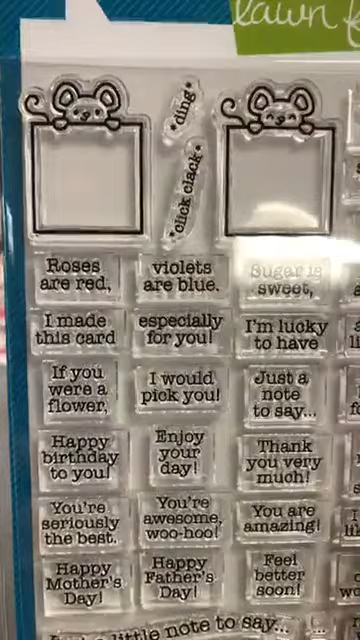 lawn f
*ding*
*click clack*
Roses
are red,
violets
are blue.
Sugar is
sweet,
I made
this card
especially
for you!
I'm lucky
to have
If you
were a
flower,
I would
pick you!
Just a
note
to say...
Happy
birthday
to you!
Enjoy
your
day!
Thank
you very
much!
You're
seriously
the best.
You're
awesome,
woo-hoo!
You are
amazing!
Happy
Mother's
Day!
Happy
Father's
Day!
Feel
better
soon!
little note to say...